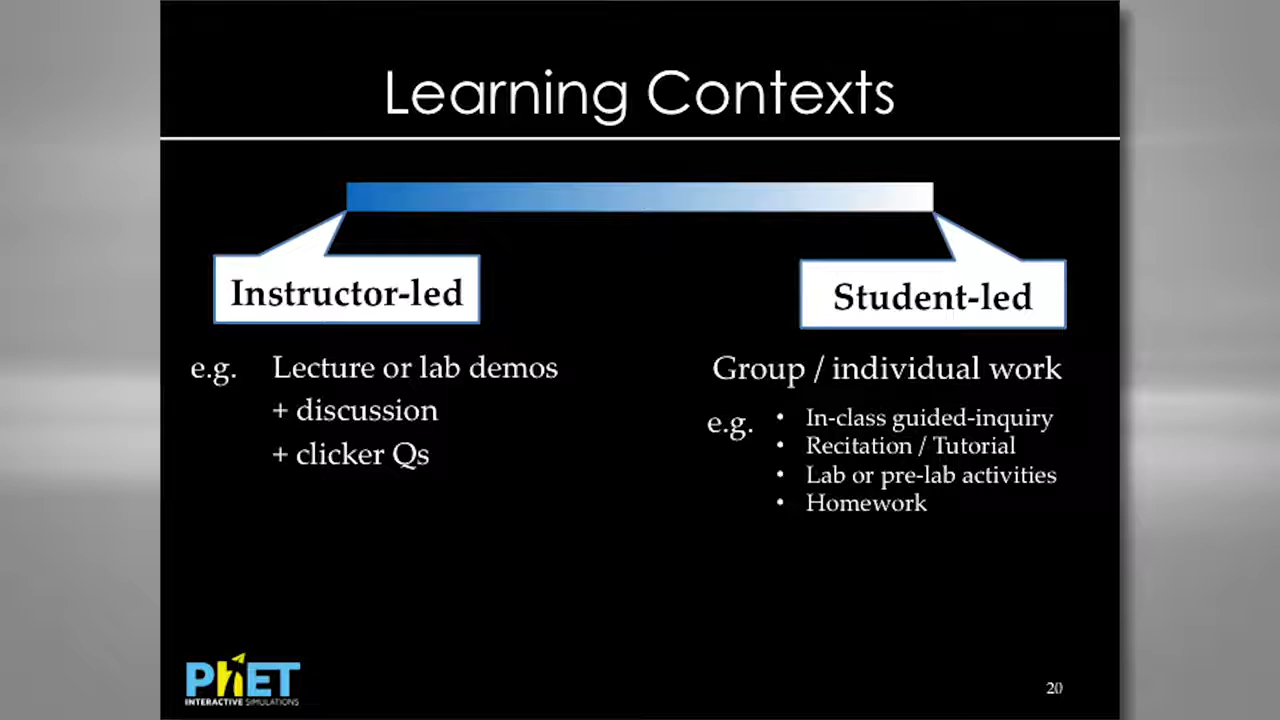 Learning Contexts
Instructor-led
Student-led
e.g. Lecture or lab demos
+ discussion
+ clicker Qs
Group / individual work
e.g. • In-class guided-inquiry
• Recitation / Tutorial
• Lab or pre-lab activities
• Homework
PhET
INTERACTIVE SIMULATIONS
20